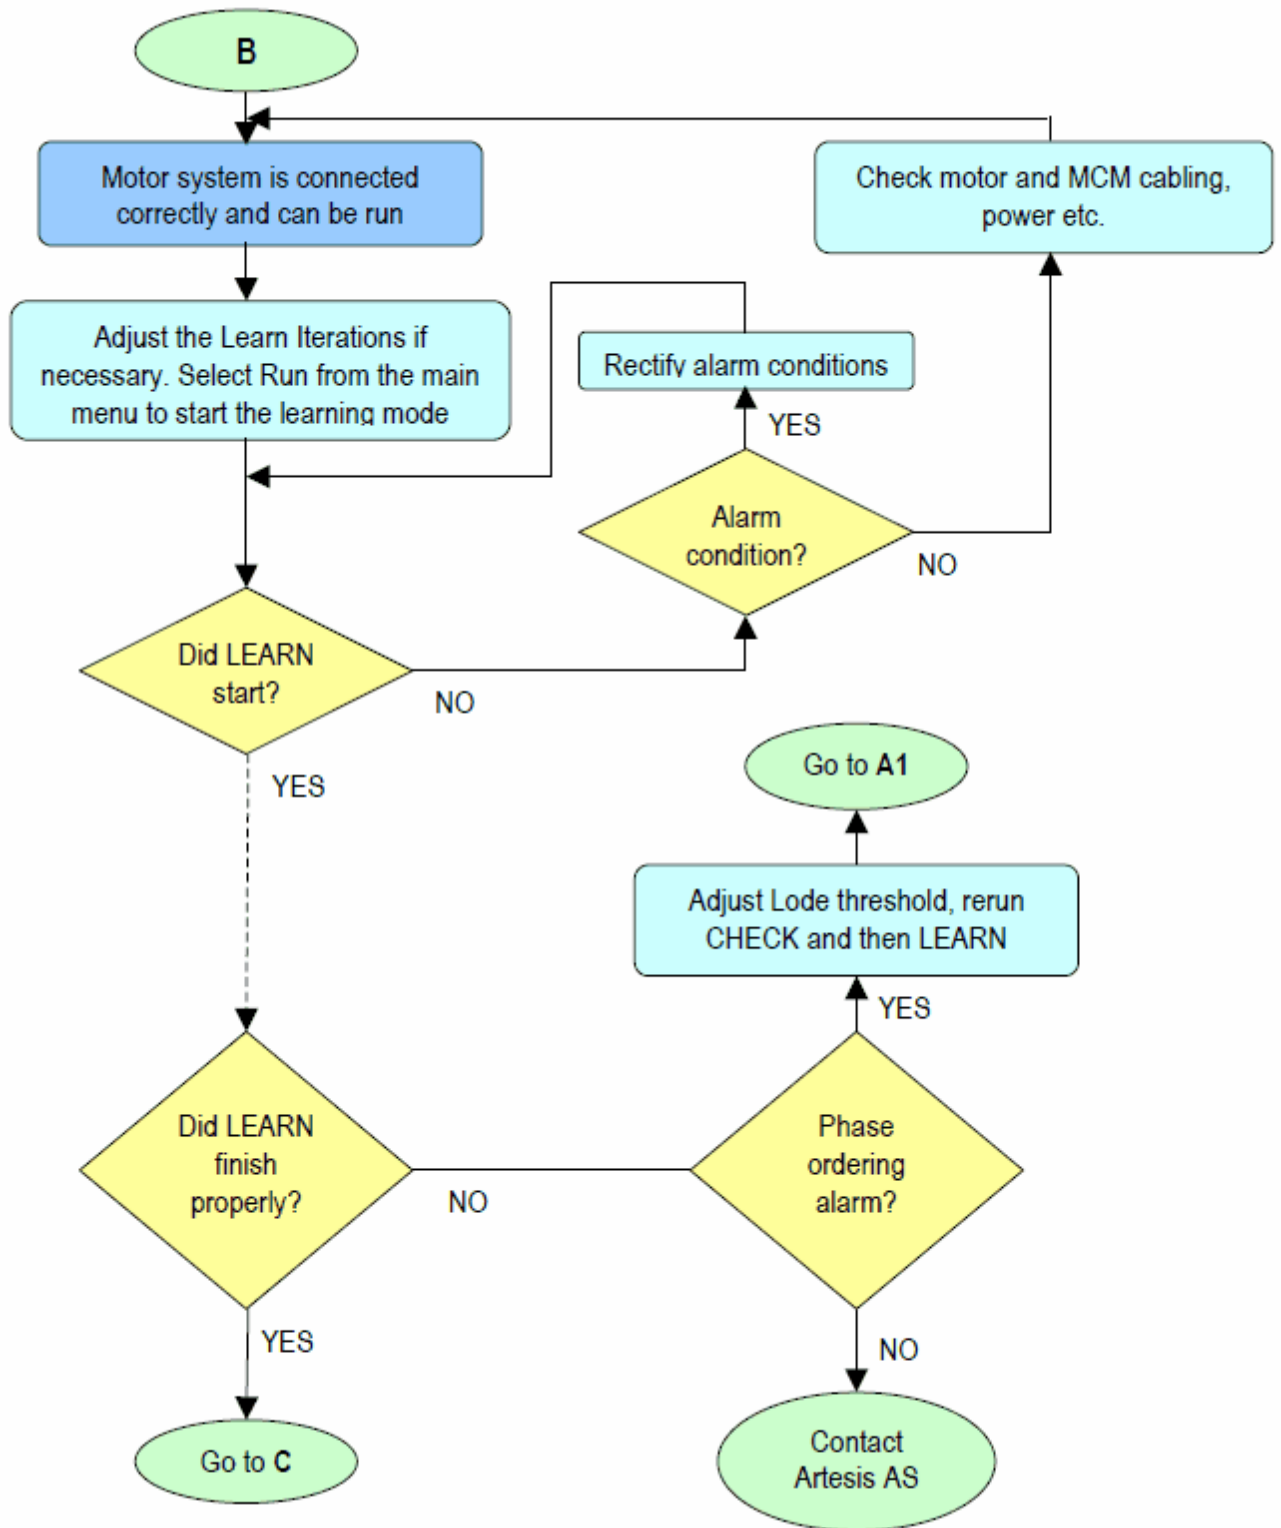 B
Motor system is connected
correctly and can be run
Check motor and MCM cabling,
power etc.
Adjust the Learn Iterations if
necessary. Select Run from the main
menu to start the learning mode
Rectify alarm conditions
YES
Alarm
condition?
NO
Did LEARN
start?
NO
YES
Go to A1
Adjust Lode threshold, rerun
CHECK and then LEARN
YES
Did LEARN
finish
properly?
NO
Phase
ordering
alarm?
YES
NO
Go to C
Contact
Artesis AS